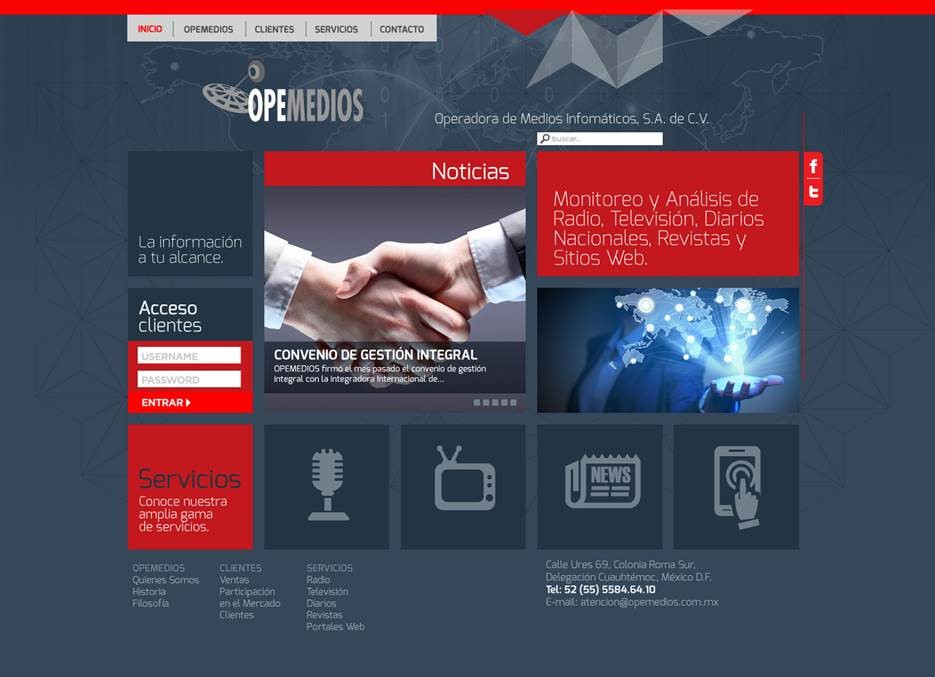 INICIO
OPEMEDIOS
CLIENTES
SERVICIOS
CONTACTO
OPEMEDIOS
Operadora de Medios Infomáticos, S.A. de C.V.
buscar...
La información
a tu alcance.
Noticias
Monitoreo y Análisis de
Radio, Televisión, Diarios
Nacionales, Revistas y
Sitios Web.
f
t
Acceso
clientes
USERNAME
PASSWORD
ENTRAR
CONVENIO DE GESTIÓN INTEGRAL
OPEMEDIOS firmó el mes pasado el convenio de gestión
integral con la integradora Internacional de...
Servicios
Conoce nuestra
amplia gama
de servicios.
NEWS
OPEMEDIOS
Quienes Somos
Historia
Filosofía
CLIENTES
Ventas
Participación
en el Mercado
Clientes
SERVICIOS
Radio
Televisión
Diarios
Revistas
Portales Web
Calle Ures 69, Colonia Roma Sur,
Delegación Cuauhtémoc, México D.F.
Tel: 52 (55) 5584.64.10
E-mail: atencion@opemedios.com.mx